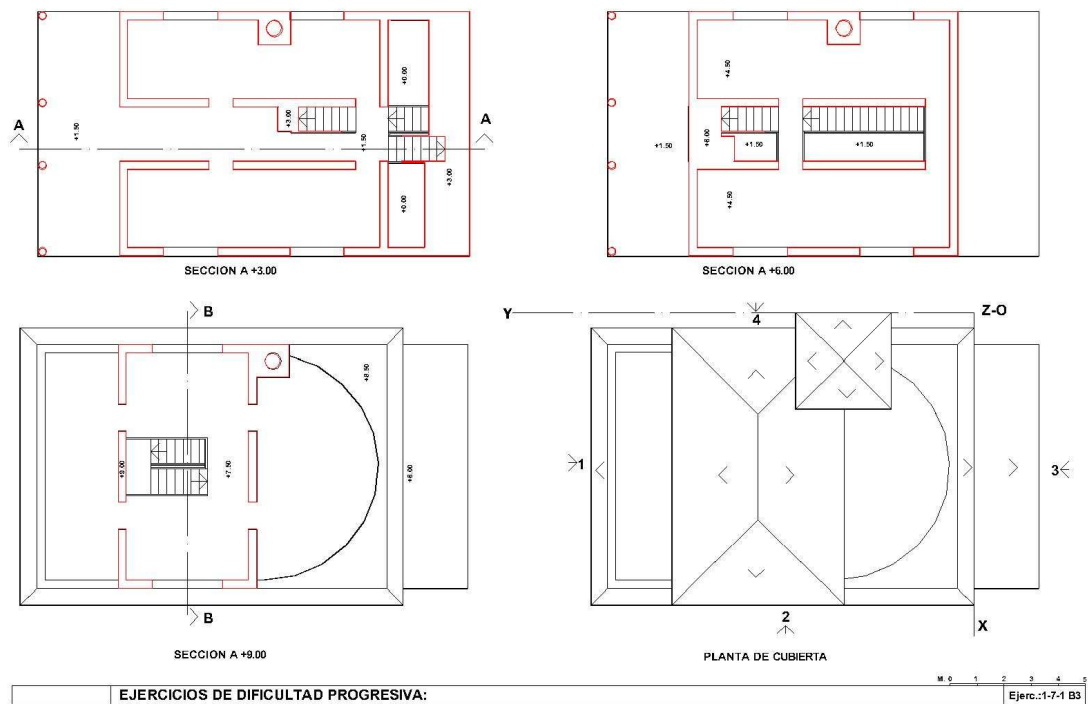 +0.00
A
+1.50
+3.00
+1.50
A
+0.00
+3.00
SECCION A +3.00
+4.50
+1.50
+6.00
+1.50
+1.50
+4.50
SECCION A +6.00
B
+8.50
+9.00
+7.50
+6.00
B
SECCION A +9.00
Y
4
Z-O
1
3
2
X
PLANTA DE CUBIERTA
M. 0 1 2 3 4 5
EJERCICIOS DE DIFICULTAD PROGRESIVA:
Ejerc.:1-7-1 B3